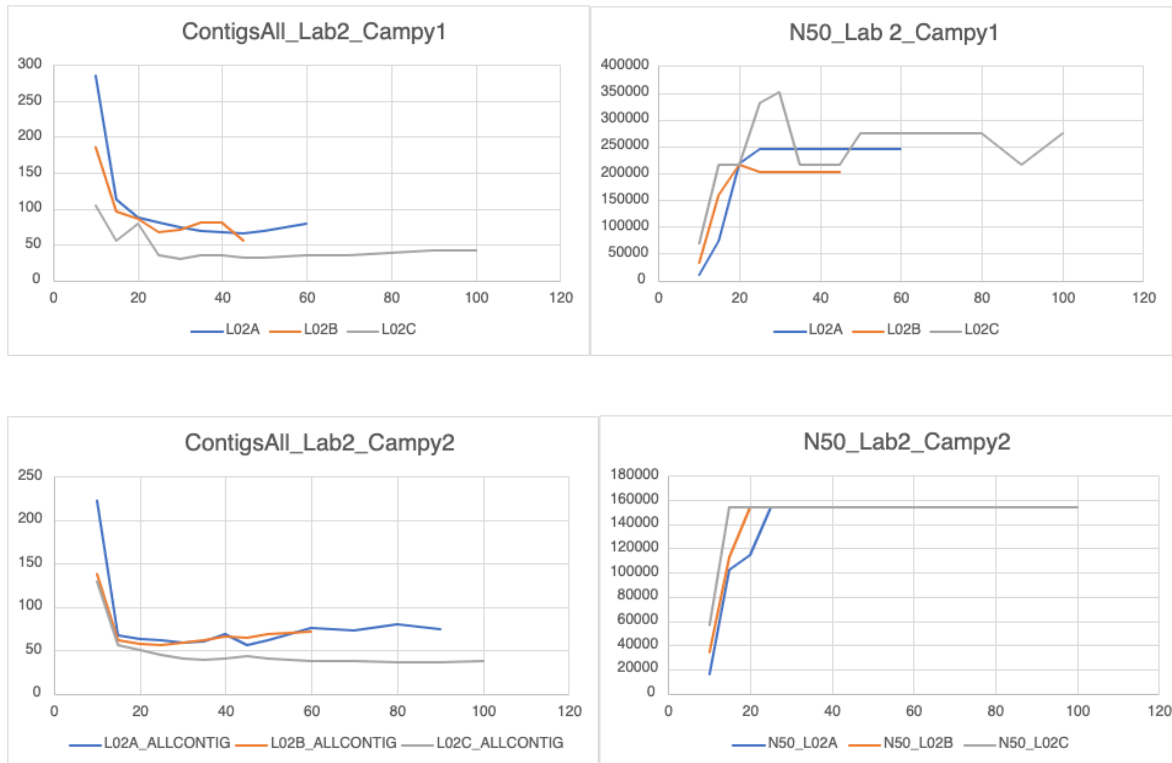 ContigsAll_Lab2_Campy1
300
250
200
150
100
50
0
0 20 40 60 80 100 120
L02A L02B L02C
N50_Lab 2_Campy1
400000
350000
300000
250000
200000
150000
100000
50000
0
0 20 40 60 80 100 120
L02A L02B L02C
ContigsAll_Lab2_Campy2
250
200
150
100
50
0
0 20 40 60 80 100 120
L02A_ALLCONTIG L02B_ALLCONTIG L02C_ALLCONTIG
N50_Lab2_Campy2
180000
160000
140000
120000
100000
80000
60000
40000
20000
0
0 20 40 60 80 100 120
N50_L02A N50_L02B N50_L02C